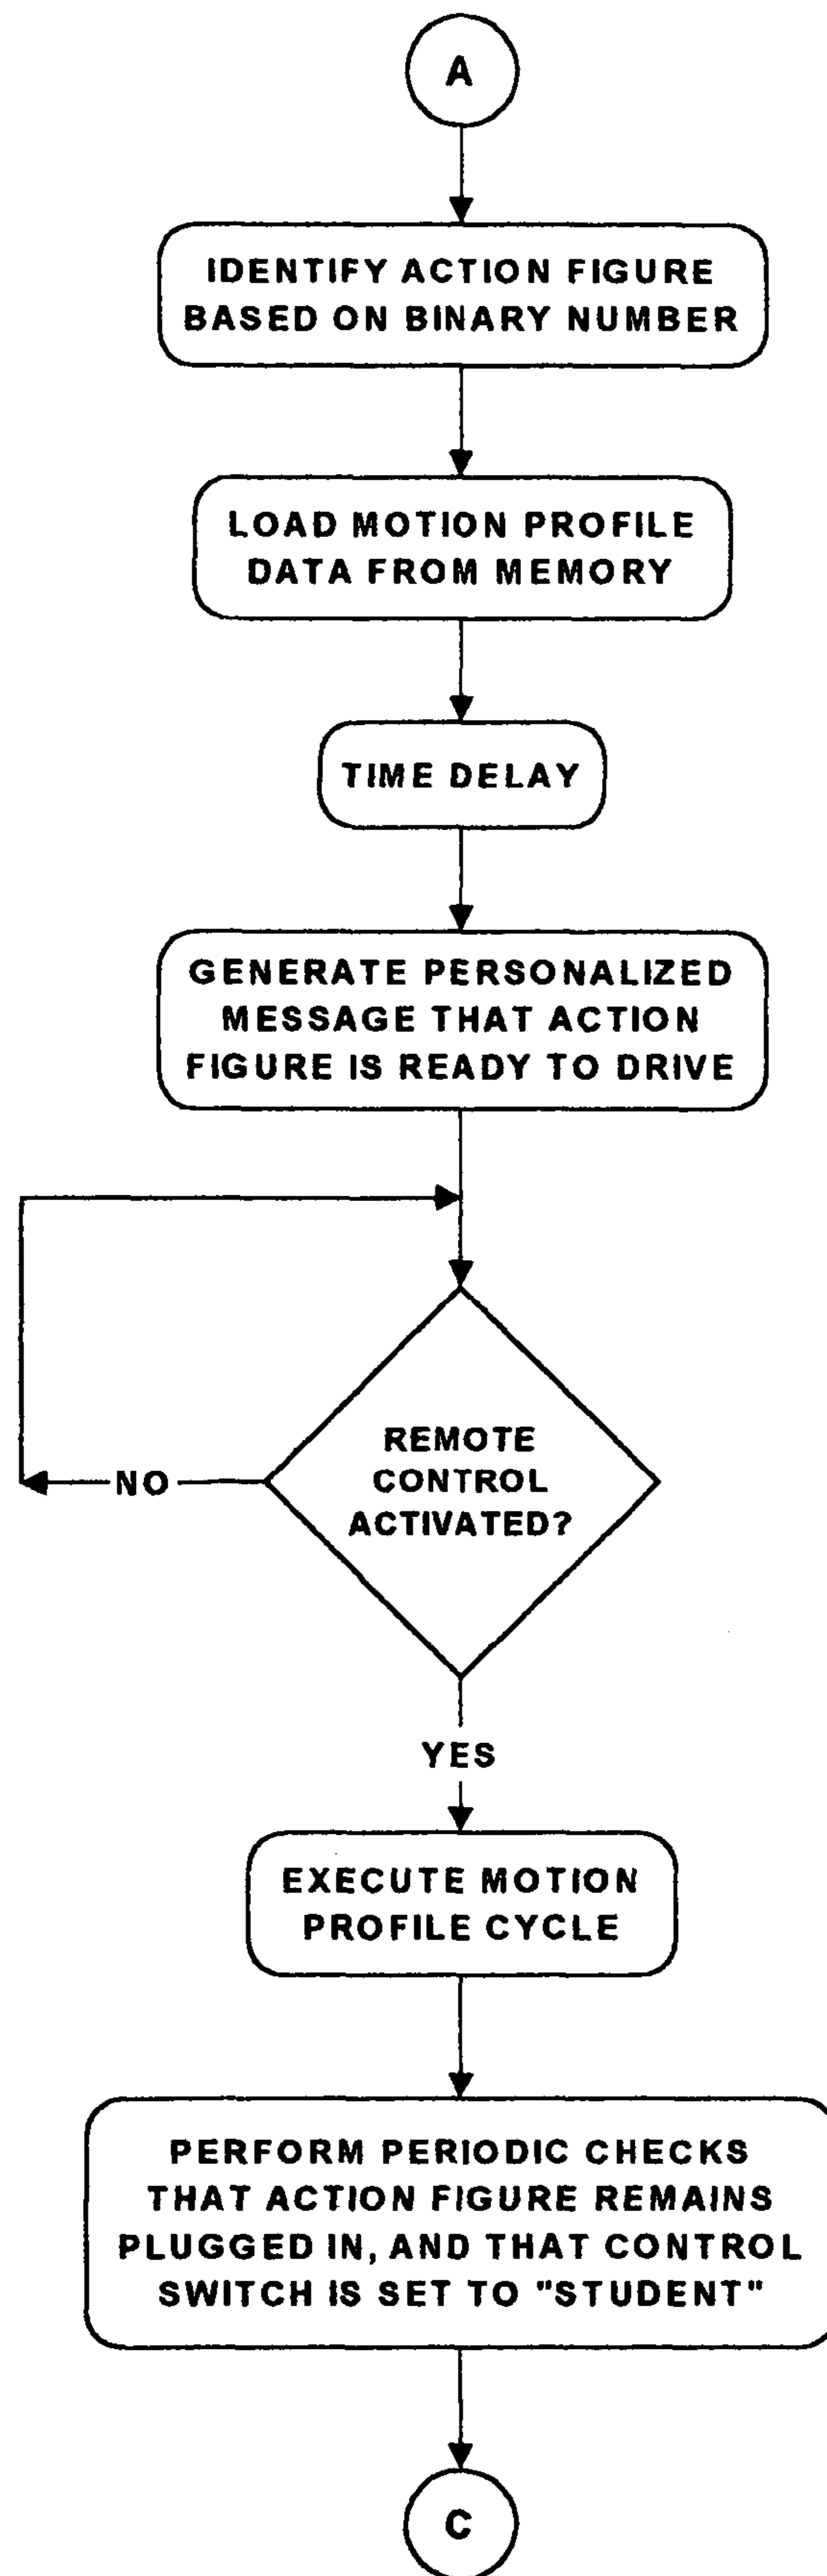 A
IDENTIFY ACTION FIGURE
BASED ON BINARY NUMBER
LOAD MOTION PROFILE
DATA FROM MEMORY
TIME DELAY
GENERATE PERSONALIZED
MESSAGE THAT ACTION
FIGURE IS READY TO DRIVE
REMOTE
CONTROL
ACTIVATED?
NO
YES
EXECUTE MOTION
PROFILE CYCLE
PERFORM PERIODIC CHECKS
THAT ACTION FIGURE REMAINS
PLUGGED IN, AND THAT CONTROL
SWITCH IS SET TO "STUDENT"
C